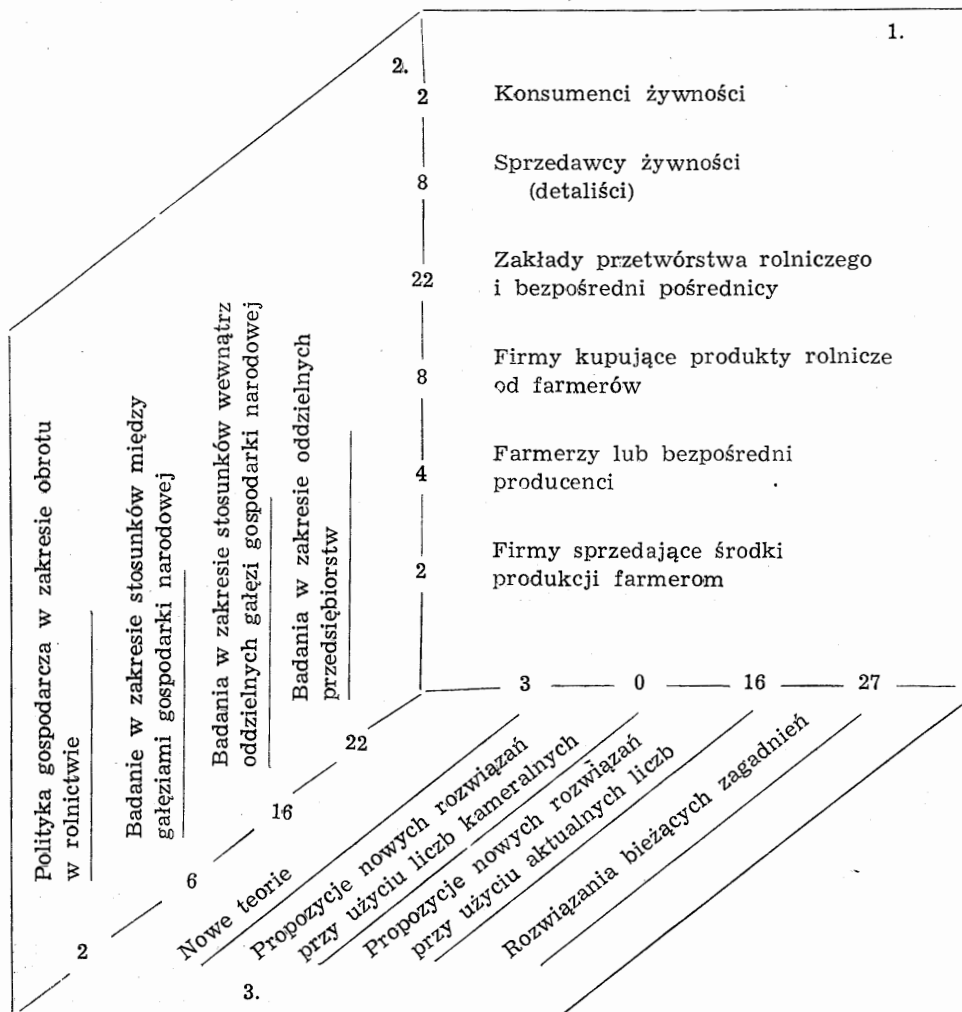 1.
2.
2 Konsumenci żywności
8 Sprzedawcy żywności
(detaliści)
22 Zakłady przetwórstwa rolniczego
i bezpośredni pośrednicy
8 Firmy kupujące produkty rolnicze
od farmerów
4 Farmerzy lub bezpośredni
producenci
2 Firmy sprzedające środki
produkcji farmerom
Polityka gospodarcza w zakresie obrotu
w rolnictwie
Badanie w zakresie stosunków między
gałęziami gospodarki narodowej
Badania w zakresie stosunków wewnątrz
oddzielnych gałęzi gospodarki narodowej
Badania w zakresie oddzielnych
przedsiębiorstw
2
6
16
22
3 0 16 27
Nowe teorie
Propozycje nowych rozwiązań
przy użyciu liczb kameralnych
Propozycje nowych rozwiązań
przy użyciu aktualnych liczb
Rozwiązania bieżących zagadnień
3.